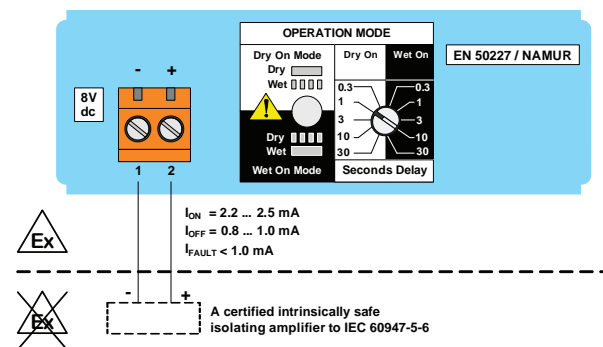 OPERATION MODE
Dry On Mode
Dry On
Wet On
EN 50227 / NAMUR
Dry
Wet
- +
8V
dc
0.3
0.3
1
1
3
3
10
10
30
30
Dry
Wet
Wet On Mode
Seconds Delay
1 2
!
Ex
ION = 2.2 ... 2.5 mA
IOFF = 0.8 ... 1.0 mA
IFAULT < 1.0 mA
Ex
- +
A certified intrinsically safe
isolating amplifier to IEC 60947-5-6